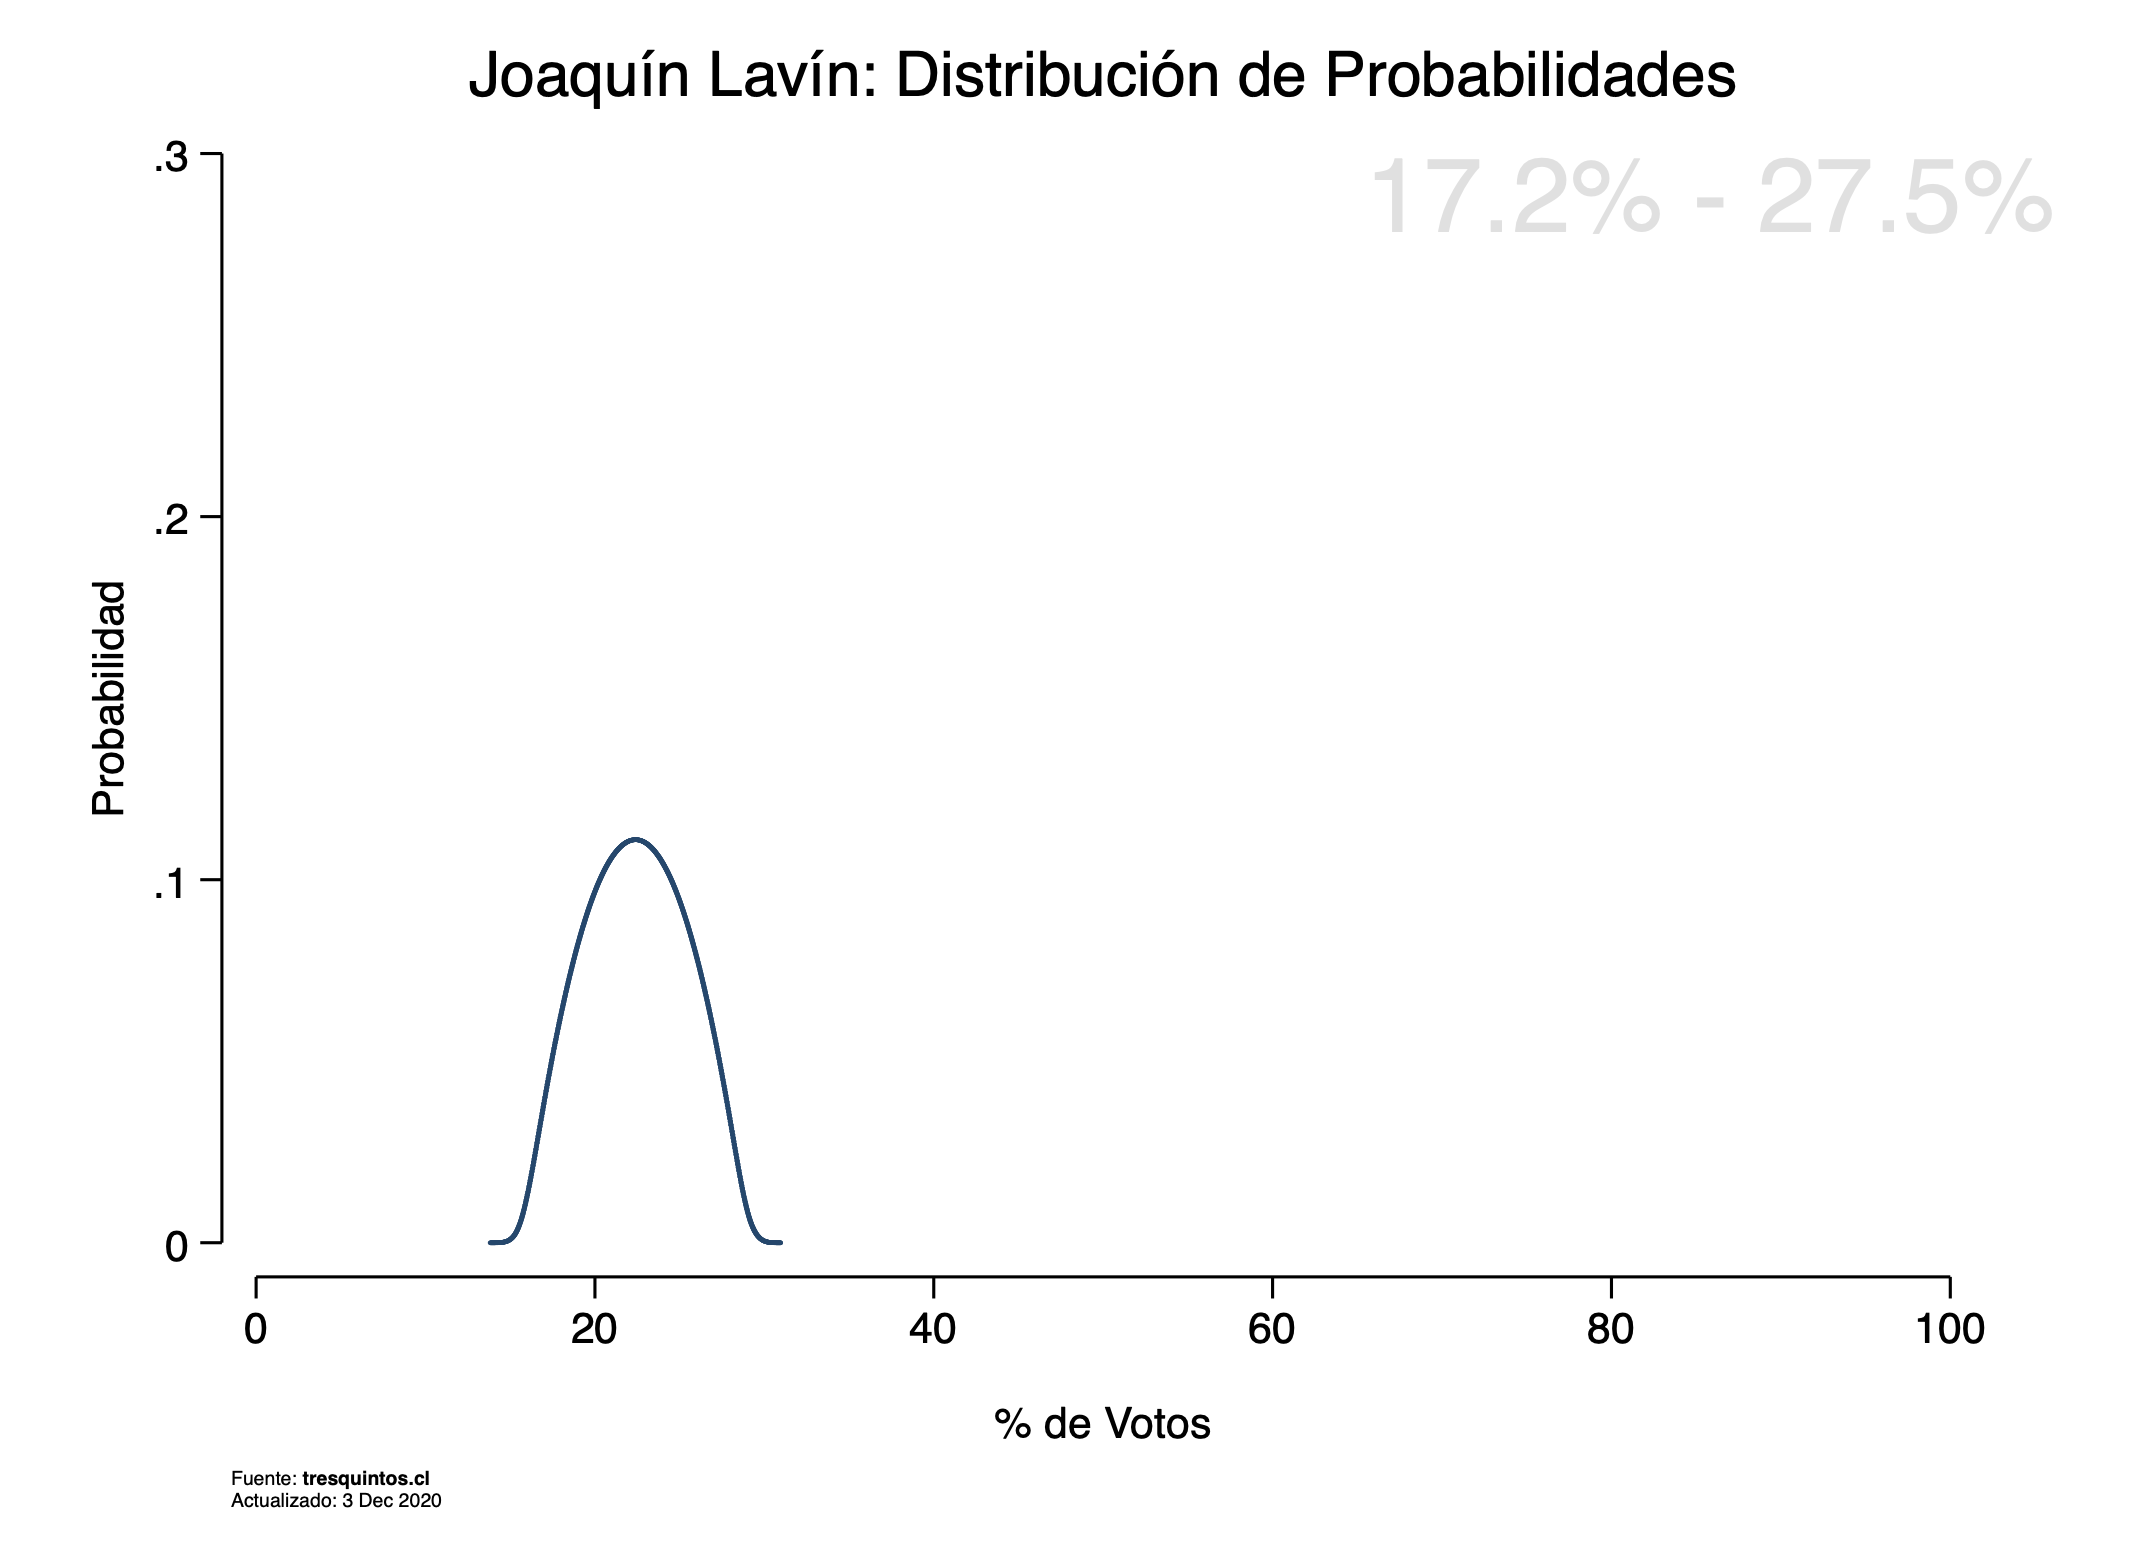 Joaquín Lavín: Distribución de Probabilidades
17.2% - 27.5%
.3
.2
.1
0
Probabilidad
0 20 40 60 80 100
% de Votos
Fuente: tresquintos.cl
Actualizado: 3 Dec 2020